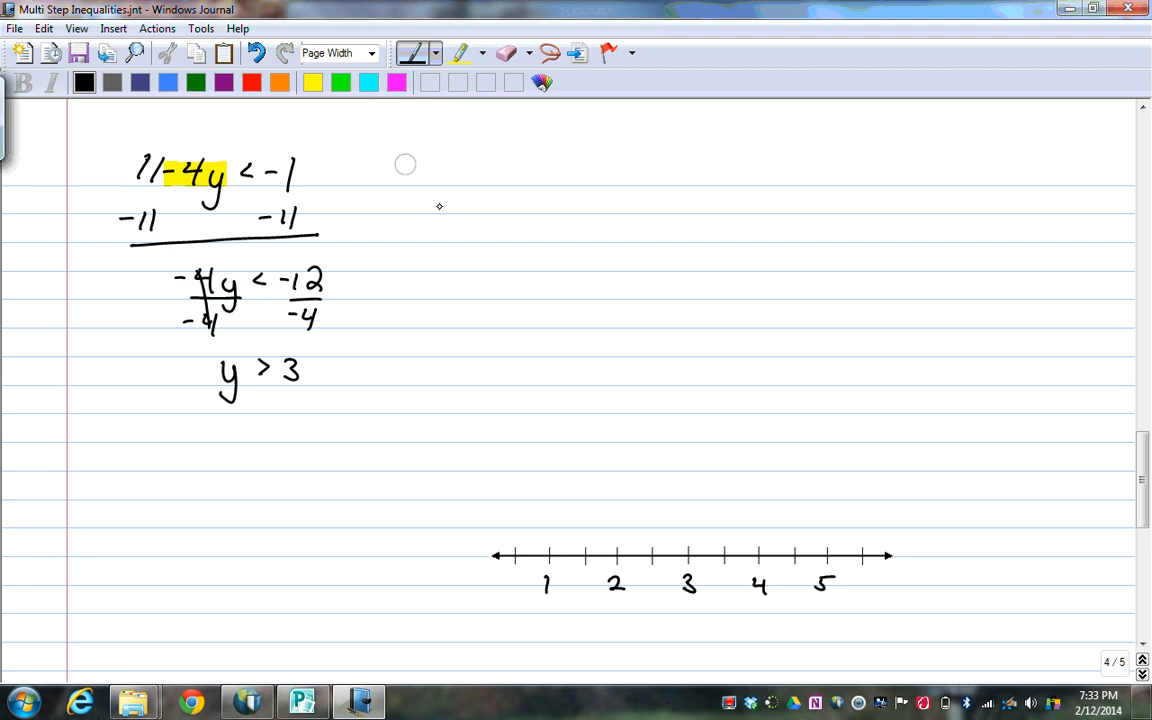 Multi Step Inequalities.jnt - Windows Journal
File Edit View Insert Actions Tools Help
Page Width
B I
11-4y < -1
-11 -11
-4y < -12
-4 -4
y > 3
1 2 3 4 5
4 / 5
7:33 PM
2/12/2014